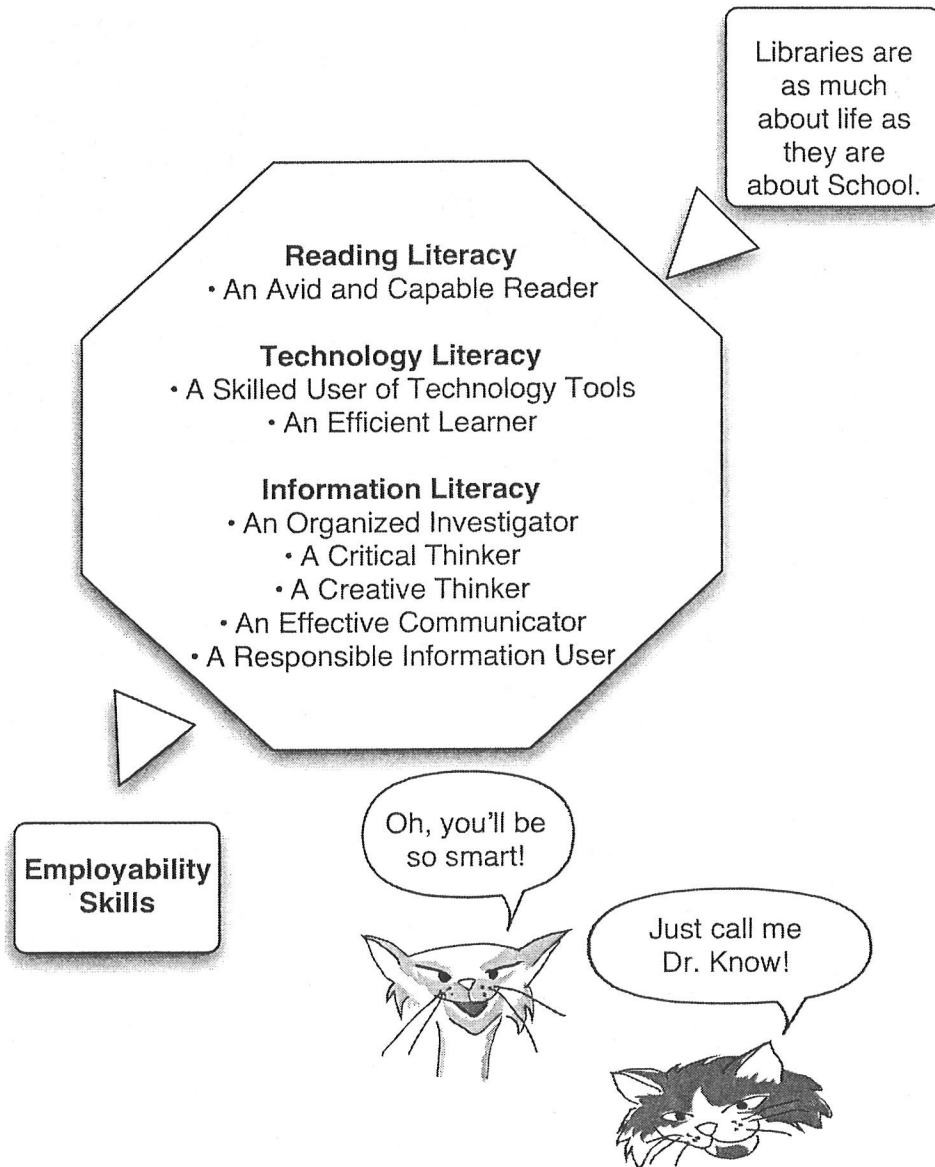 Libraries are
as much
about life as
they are
about School.
Reading Literacy
• An Avid and Capable Reader
Technology Literacy
• A Skilled User of Technology Tools
• An Efficient Learner
Information Literacy
• An Organized Investigator
• A Critical Thinker
• A Creative Thinker
• An Effective Communicator
• A Responsible Information User
Employability
Skills
Oh, you'll be
so smart!
Just call me
Dr. Know!